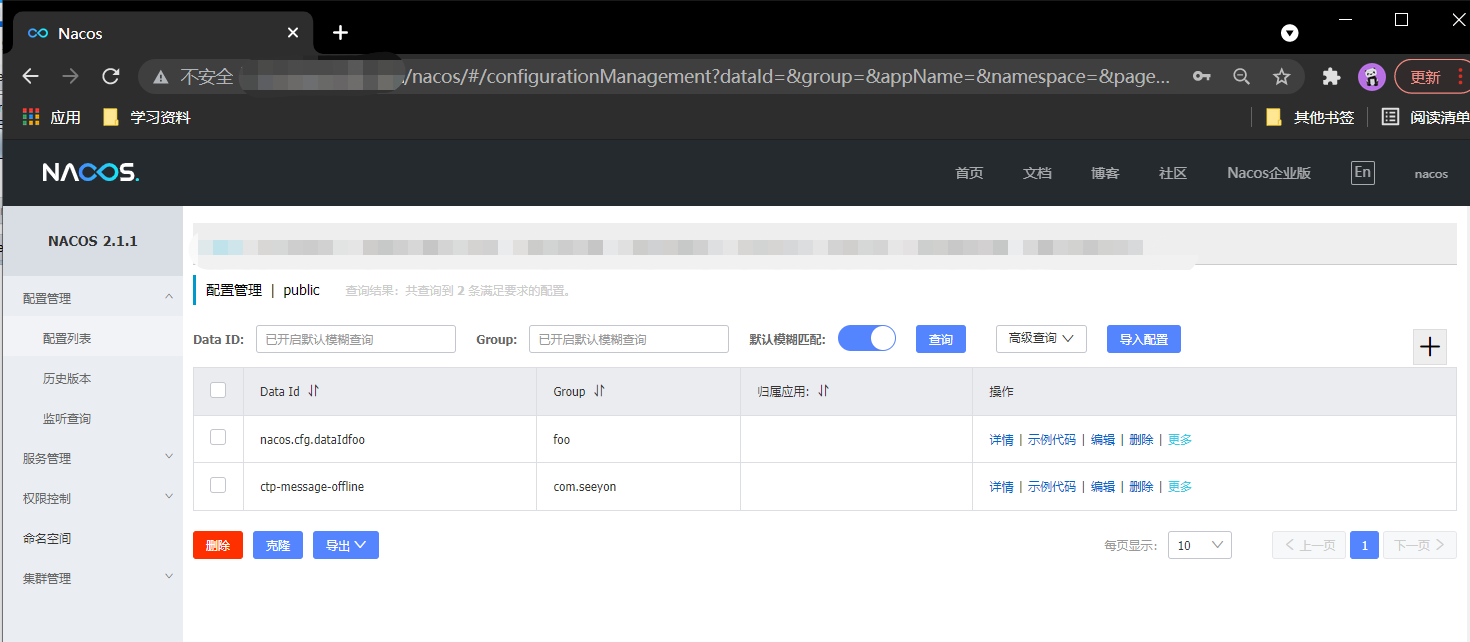 Nacos
不安全 /nacos/#/configurationManagement?dataId=&group=&appName=&namespace=&page...
更新
应用 学习资料 其他书签 阅读清单
NACOS. 首页 文档 博客 社区 Nacos企业版 En nacos
NACOS 2.1.1
配置管理
配置列表
历史版本
监听查询
服务管理
权限控制
命名空间
集群管理
配置管理 | public 查询结果：共查询到 2 条满足要求的配置。
Data ID: 已开启默认模糊查询 Group: 已开启默认模糊查询 默认模糊匹配: 查询 高级查询 导入配置
Data Id Group 归属应用: 操作
nacos.cfg.dataIdfoo foo 详情 | 示例代码 | 编辑 | 删除 | 更多
ctp-message-offline com.seeyon 详情 | 示例代码 | 编辑 | 删除 | 更多
删除 克隆 导出 每页显示: 10 上一页 1 下一页